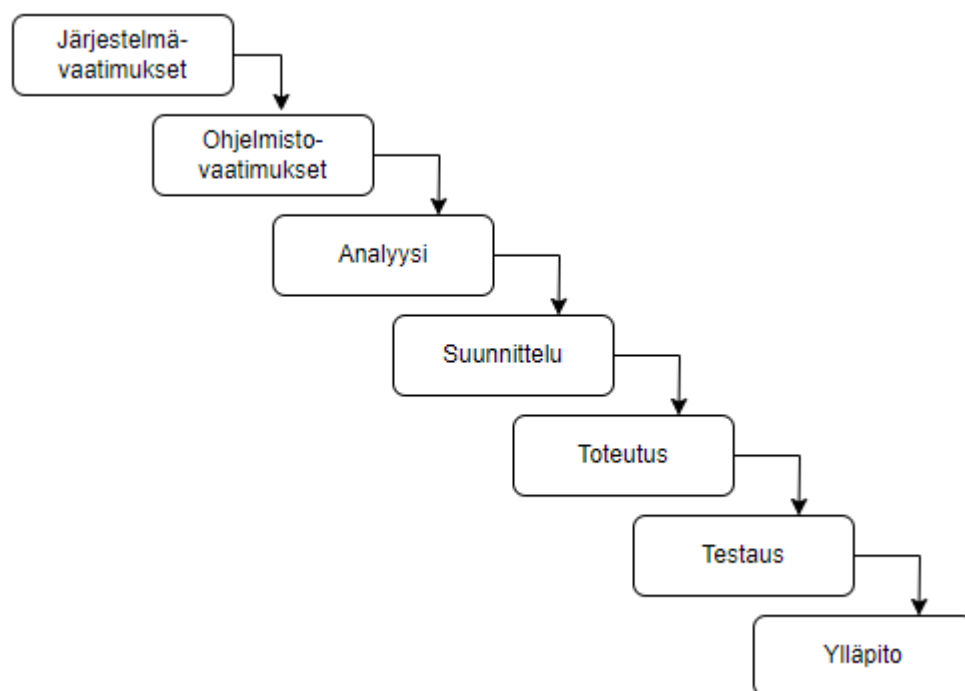 Järjestelmä-
vaatimukset
Ohjelmisto-
vaatimukset
Analyysi
Suunnittelu
Toteutus
Testaus
Ylläpito